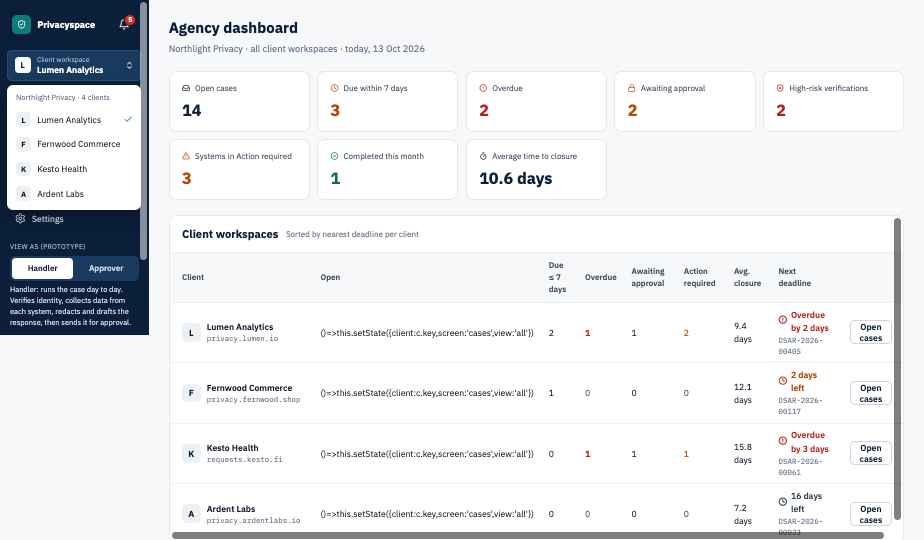 Privacyspace
5
Client workspace
L
Lumen Analytics
Northlight Privacy · 4 clients
L Lumen Analytics
F Fernwood Commerce
K Kesto Health
A Ardent Labs
Settings
VIEW AS (PROTOTYPE)
Handler Approver
Handler: runs the case day to day.
Verifies identity, collects data from
each system, redacts and drafts the
response, then sends it for approval.
Agency dashboard
Northlight Privacy · all client workspaces · today, 13 Oct 2026
Open cases
14
Due within 7 days
3
Overdue
2
Awaiting approval
2
High-risk verifications
2
Systems in Action required
3
Completed this month
1
Average time to closure
10.6 days
Client workspaces Sorted by nearest deadline per client
Client Open Due ≤ 7 days Overdue Awaiting approval Action required Avg. closure Next deadline
L Lumen Analytics
privacy.lumen.io
()=>this.setState({client:c.key,screen:'cases',view:'all'}) 2 1 1 2 9.4 days
Overdue by 2 days
DSAR-2026-00405
Open cases
F Fernwood Commerce
privacy.fernwood.shop
()=>this.setState({client:c.key,screen:'cases',view:'all'}) 1 0 0 0 12.1 days
2 days left
DSAR-2026-00117
Open cases
K Kesto Health
requests.kesto.fi
()=>this.setState({client:c.key,screen:'cases',view:'all'}) 0 1 1 1 15.8 days
Overdue by 3 days
DSAR-2026-00061
Open cases
A Ardent Labs
privacy.ardentlabs.io
()=>this.setState({client:c.key,screen:'cases',view:'all'}) 0 0 0 0 7.2 days
16 days left
DSAR-2026-
Open cases